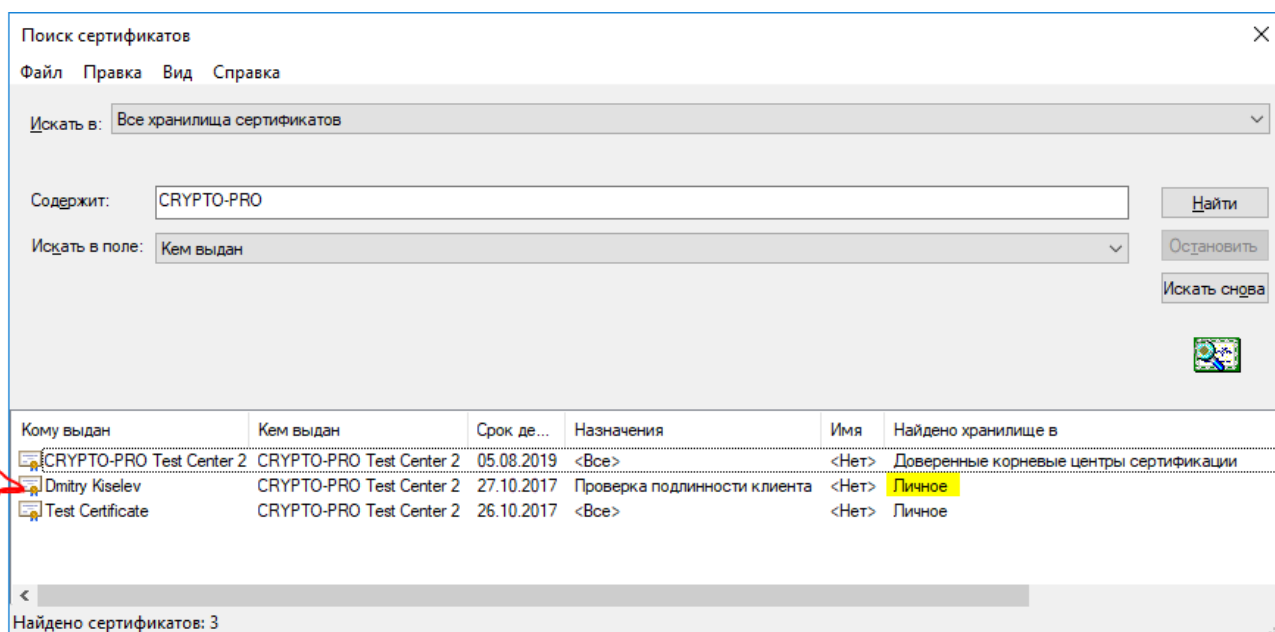 Поиск сертификатов
Файл Правка Вид Справка
Искать в: Все хранилища сертификатов
Содержит: CRYPTO-PRO Найти
Искать в поле: Кем выдан Остановить
Искать снова
Кому выдан Кем выдан Срок де... Назначения Имя Найдено хранилище в
CRYPTO-PRO Test Center 2 CRYPTO-PRO Test Center 2 05.08.2019 <Все> <Нет> Доверенные корневые центры сертификации
Dmitry Kiselev CRYPTO-PRO Test Center 2 27.10.2017 Проверка подлинности клиента <Нет> Личное
Test Certificate CRYPTO-PRO Test Center 2 26.10.2017 <Все> <Нет> Личное
Найдено сертификатов: 3